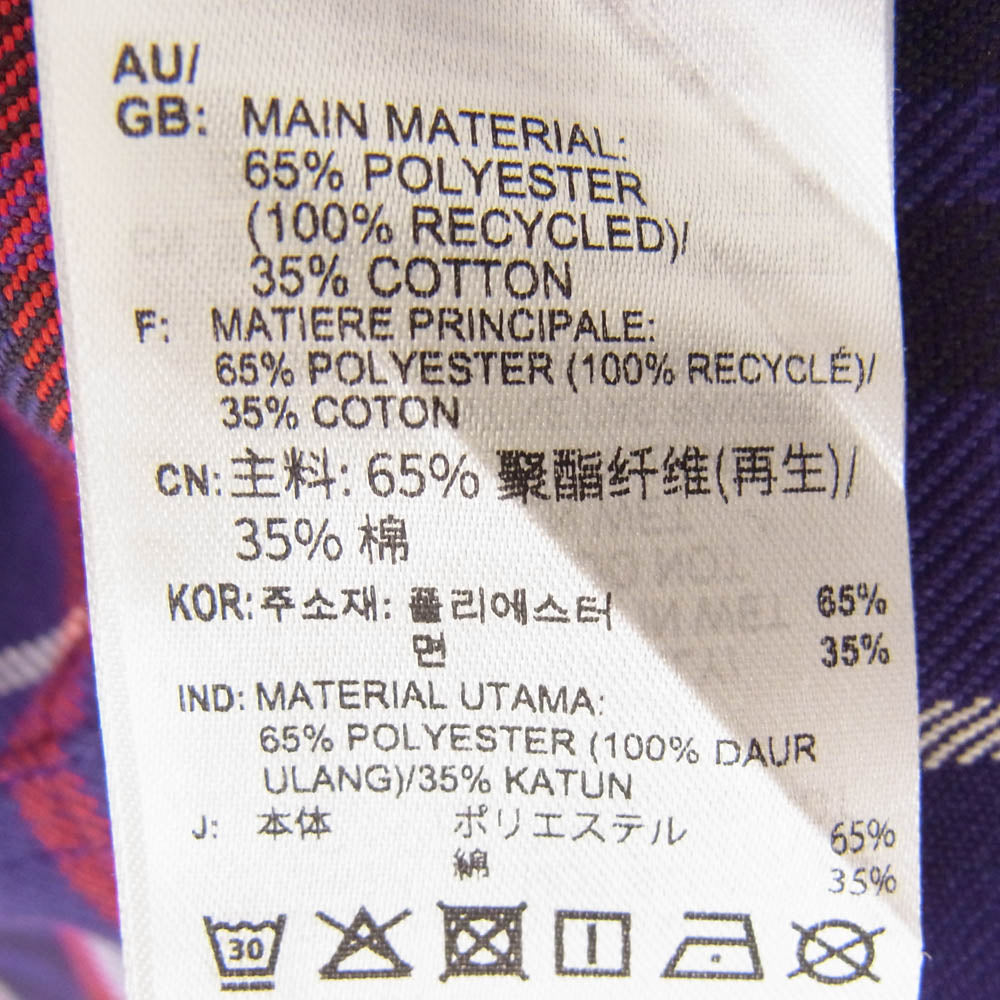 AU/
GB: MAIN MATERIAL:
65% POLYESTER
(100% RECYCLED)/
35% COTTON
F: MATIERE PRINCIPALE:
65% POLYESTER (100% RECYCLÉ)/
35% COTON
CN: 主料: 65% 聚酯纤维(再生)/
35% 棉
KOR: 주소재: 폴리에스터 65%
면 35%
IND: MATERIAL UTAMA:
65% POLYESTER (100% DAUR
ULANG)/35% KATUN
J: 本体 ポリエステル 65%
綿 35%
30